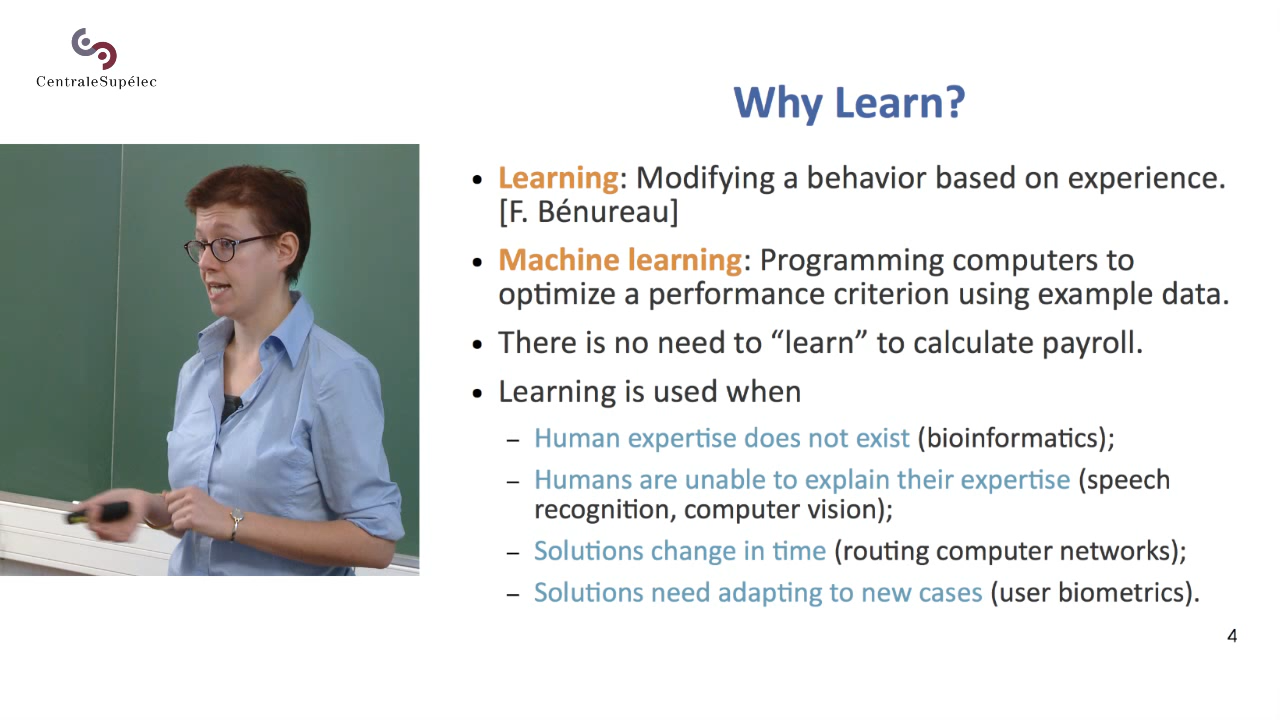 CentraleSupélec
Why Learn?
• Learning: Modifying a behavior based on experience.
[F. Bénureau]
• Machine learning: Programming computers to
optimize a performance criterion using example data.
• There is no need to “learn” to calculate payroll.
• Learning is used when
– Human expertise does not exist (bioinformatics);
– Humans are unable to explain their expertise (speech
recognition, computer vision);
– Solutions change in time (routing computer networks);
– Solutions need adapting to new cases (user biometrics).
4